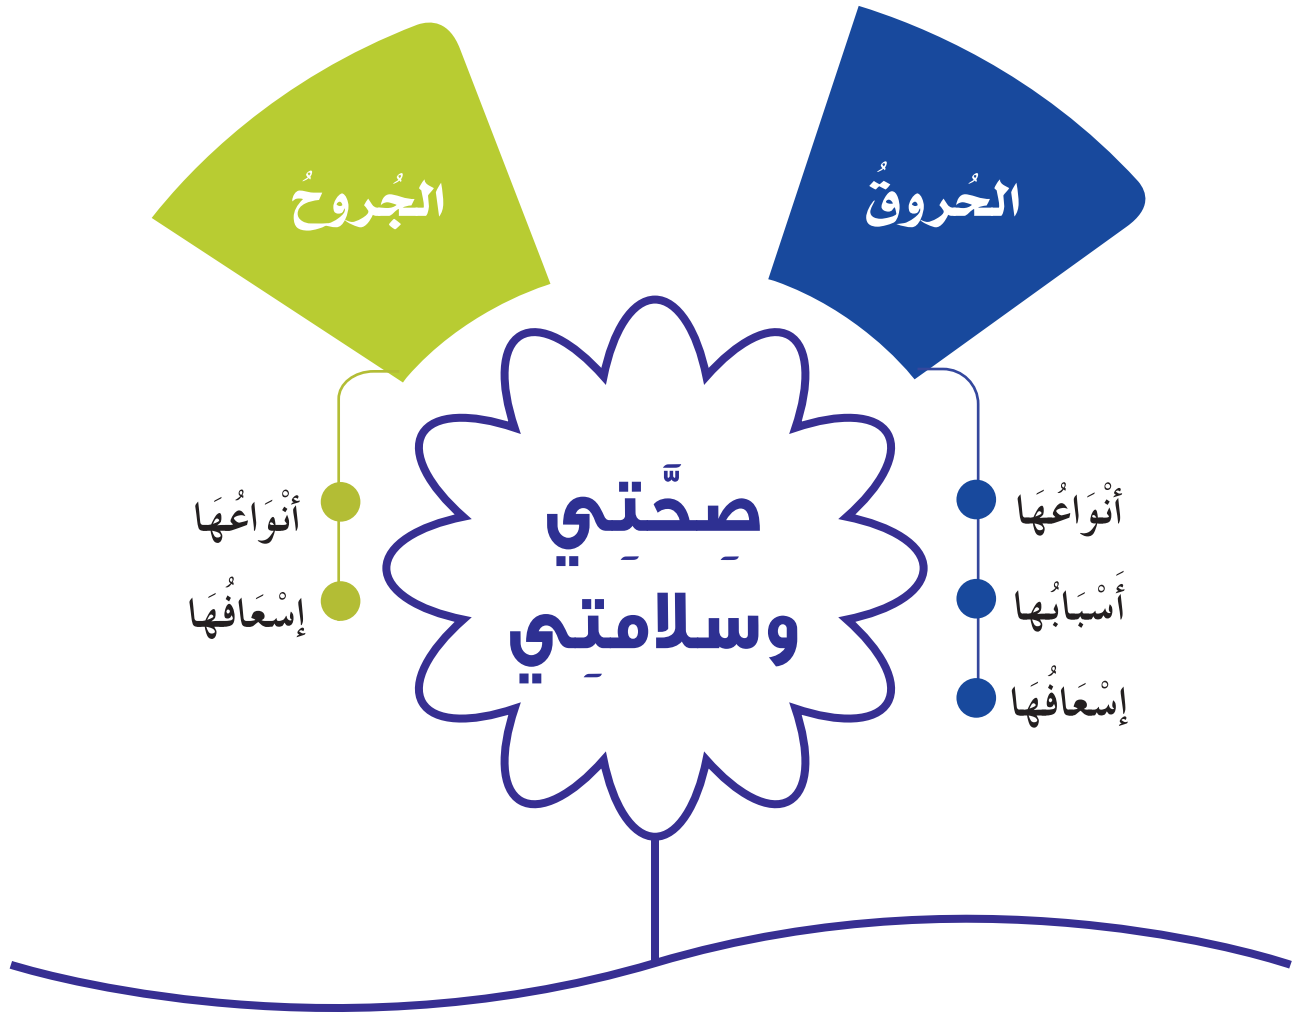 الحُروقُ
أنْوَاعُهَا
أَسْبَابُها
إسْعَافُهَا
الجُروحُ
أنْوَاعُهَا
إسْعَافُهَا
صِحَّتِي
وسلامتِي